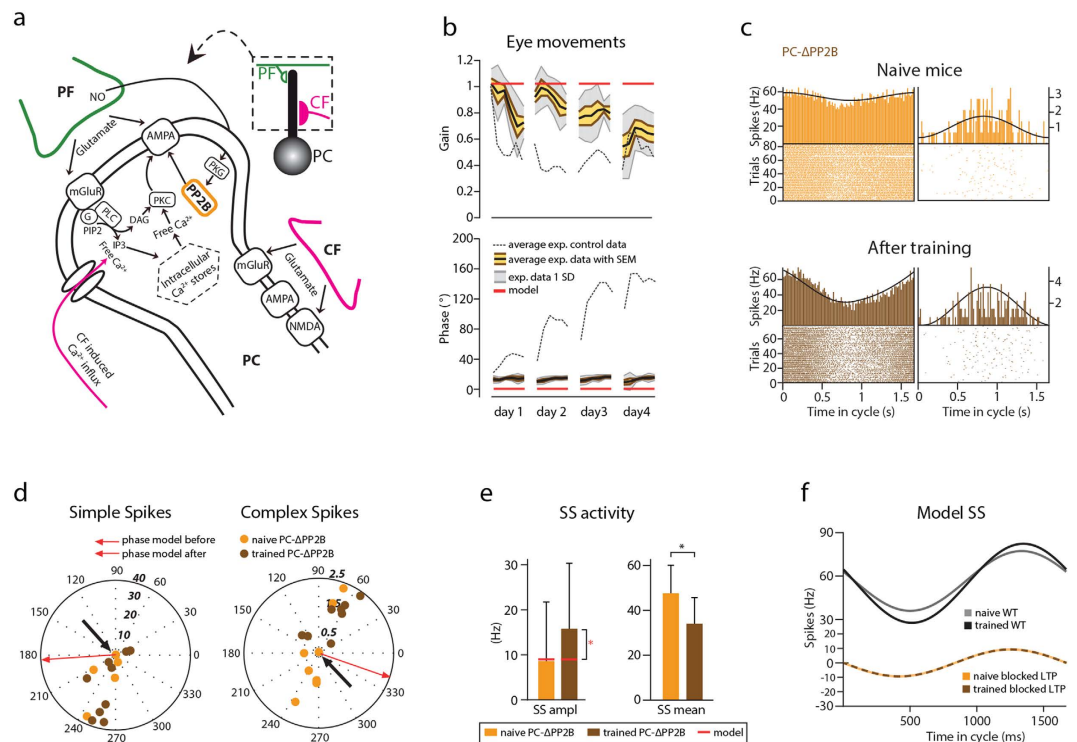 a
PF
NO
Glutamate
AMPA
mGluR
G
PLC
PIP2
DAG
IP3
PKC
PKG
PP2B
Free Ca²⁺
Free Ca²⁺
Intracellular
Ca²⁺ stores
CF induced
Ca²⁺ influx
PC
mGluR
AMPA
NMDA
Glutamate
CF
PF
CF
PC
b
Eye movements
1.2
1
0.8
0.6
0.4
0.2
0
Gain
200
160
120
80
40
0
Phase (°)
average exp. control data
average exp. data with SEM
exp. data 1 SD
model
day 1
day 2
day3
day4
c
PC-ΔPP2B
Naive mice
Spikes (Hz)
60
40
20
80
60
40
20
0
Trials
3
2
1
After training
Spikes (Hz)
60
40
20
80
60
40
20
0
Trials
4
2
0
0.5
1
1.5
0
0.5
1
1.5
Time in cycle (s)
Time in cycle (s)
d
Simple Spikes
Complex Spikes
phase model before
phase model after
naive PC-ΔPP2B
trained PC-ΔPP2B
90
60
120
150
180
210
240
270
300
330
0
40
30
20
10
90
60
120
30
150
180
210
240
270
300
330
0
2.5
1.5
0.5
e
SS activity
30
20
10
0
(Hz)
*
SS ampl
60
40
20
0
*
SS mean
naive PC-ΔPP2B
trained PC-ΔPP2B
model
f
Model SS
90
60
30
10
0
-10
-30
Spikes (Hz)
naive WT
trained WT
naive blocked LTP
trained blocked LTP
500
1000
1500
Time in cycle (ms)